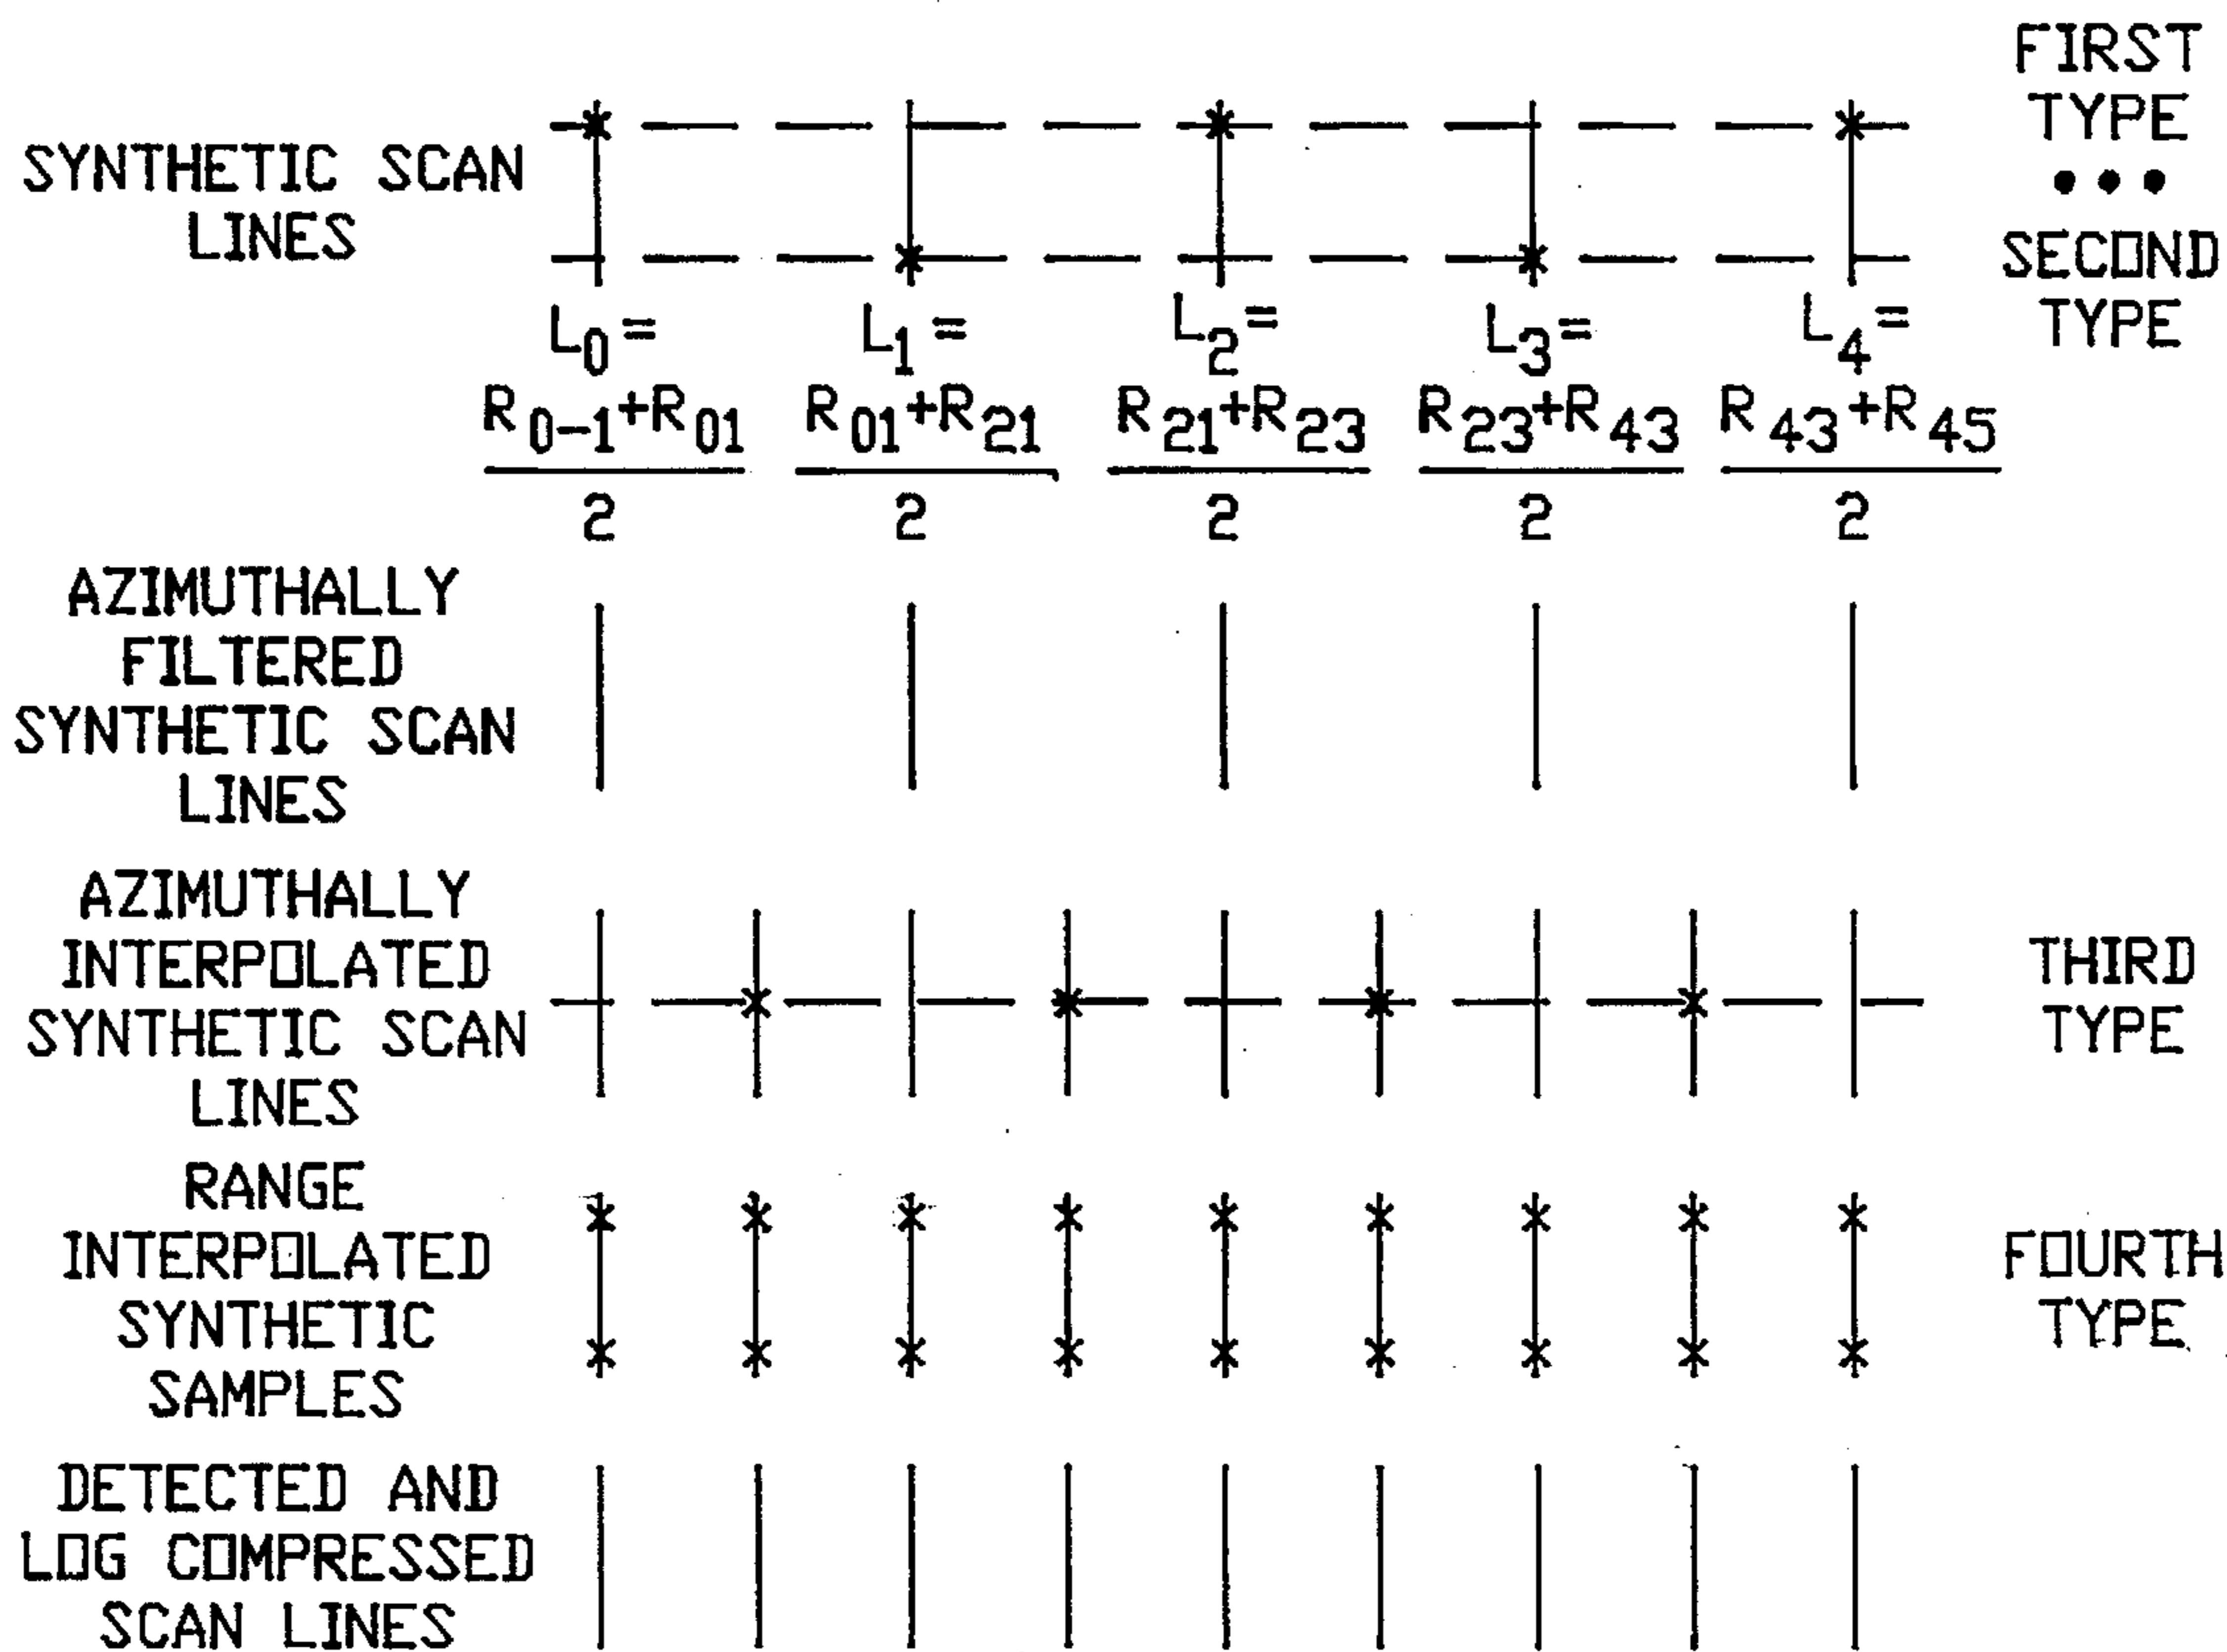 FIRST
TYPE
SYNTHETIC SCAN
LINES
• • •
SECOND
TYPE
L0= L1= L2= L3= L4=
R0-1+R01 R01+R21 R21+R23 R23+R43 R43+R45
2 2 2 2 2
AZIMUTHALLY
FILTERED
SYNTHETIC SCAN
LINES
AZIMUTHALLY
INTERPOLATED
SYNTHETIC SCAN
LINES
THIRD
TYPE
RANGE
INTERPOLATED
SYNTHETIC
SAMPLES
FOURTH
TYPE
DETECTED AND
LOG COMPRESSED
SCAN LINES